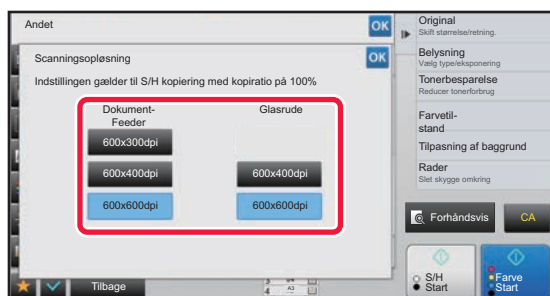 Andet
OK
Scanningsopløsning
OK
Indstillingen gælder til S/H kopiering med kopiratio på 100%
Dokument-
Feeder
Glasrude
600x300dpi
600x400dpi
600x400dpi
600x600dpi
600x600dpi
Tilbage
A3
4
Original
Skift størrelse/retning.
Belysning
Vælg type/eksponering
Tonerbesparelse
Reducer tonerforbrug
Farvetil-
stand
Tilpasning af baggrund
Rader
Slet skygge omkring
Forhåndsvis
CA
S/H
Start
Farve
Start